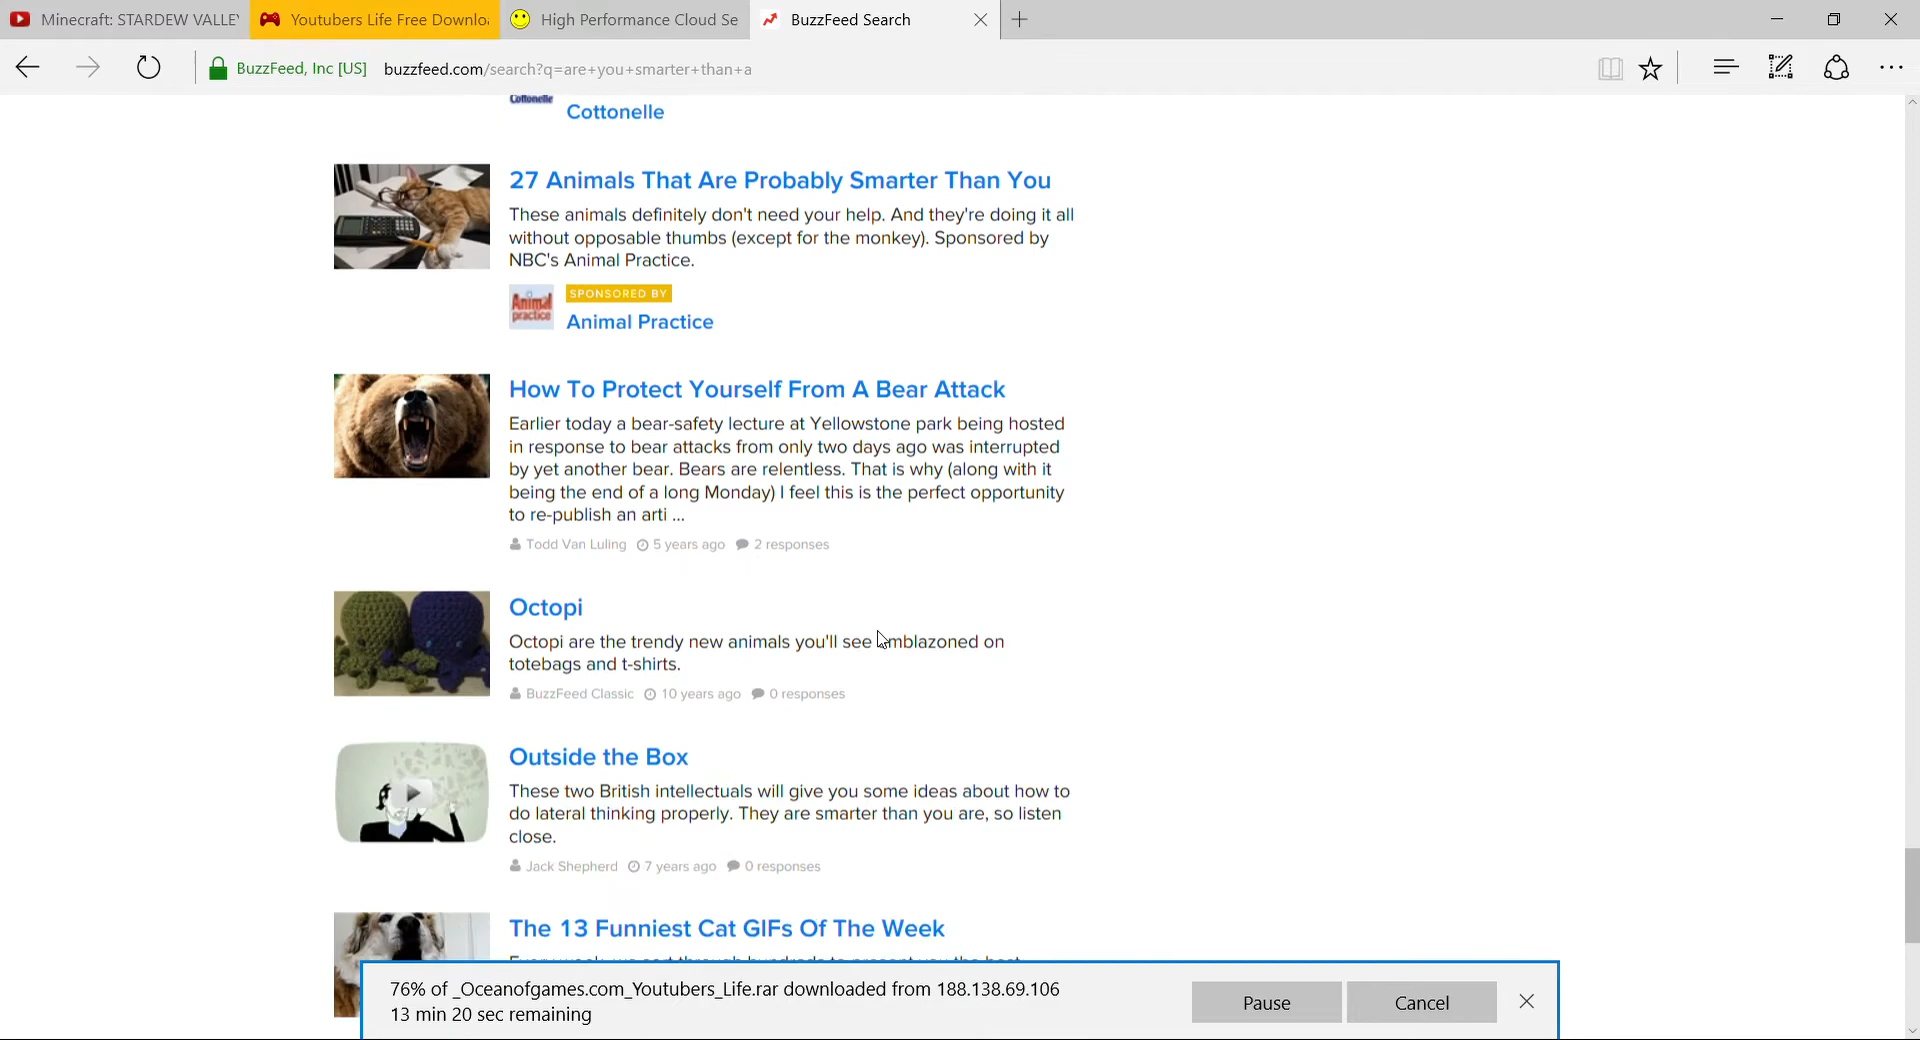 Minecraft: STARDEW VALLEY
Youtubers Life Free Downlo
High Performance Cloud Se
BuzzFeed Search
BuzzFeed, Inc [US]
buzzfeed.com/search?q=are+you+smarter+than+a
Cottonelle
Cottonelle
27 Animals That Are Probably Smarter Than You
These animals definitely don't need your help. And they're doing it all
without opposable thumbs (except for the monkey). Sponsored by
NBC's Animal Practice.
Animal
practice
SPONSORED BY
Animal Practice
How To Protect Yourself From A Bear Attack
Earlier today a bear-safety lecture at Yellowstone park being hosted
in response to bear attacks from only two days ago was interrupted
by yet another bear. Bears are relentless. That is why (along with it
being the end of a long Monday) I feel this is the perfect opportunity
to re-publish an arti ...
Todd Van Luling 5 years ago 2 responses
Octopi
Octopi are the trendy new animals you'll see emblazoned on
totebags and t-shirts.
BuzzFeed Classic 10 years ago 0 responses
Outside the Box
These two British intellectuals will give you some ideas about how to
do lateral thinking properly. They are smarter than you are, so listen
close.
Jack Shepherd 7 years ago 0 responses
The 13 Funniest Cat GIFs Of The Week
76% of _Oceanofgames.com_Youtubers_Life.rar downloaded from 188.138.69.106
13 min 20 sec remaining
Pause
Cancel